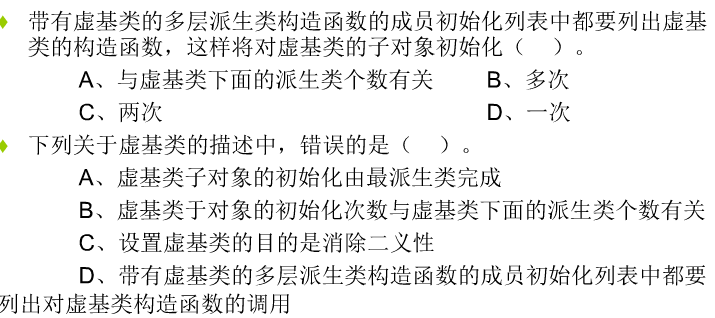 带有虚基类的多层派生类构造函数的成员初始化列表中都要列出虚基
类的构造函数，这样将对虚基类的子对象初始化（ ）。
A、与虚基类下面的派生类个数有关 B、多次
C、两次 D、一次
下列关于虚基类的描述中，错误的是（ ）。
A、虚基类子对象的初始化由最派生类完成
B、虚基类于对象的初始化次数与虚基类下面的派生类个数有关
C、设置虚基类的目的是消除二义性
D、带有虚基类的多层派生类构造函数的成员初始化列表中都要
列出对虚基类构造函数的调用